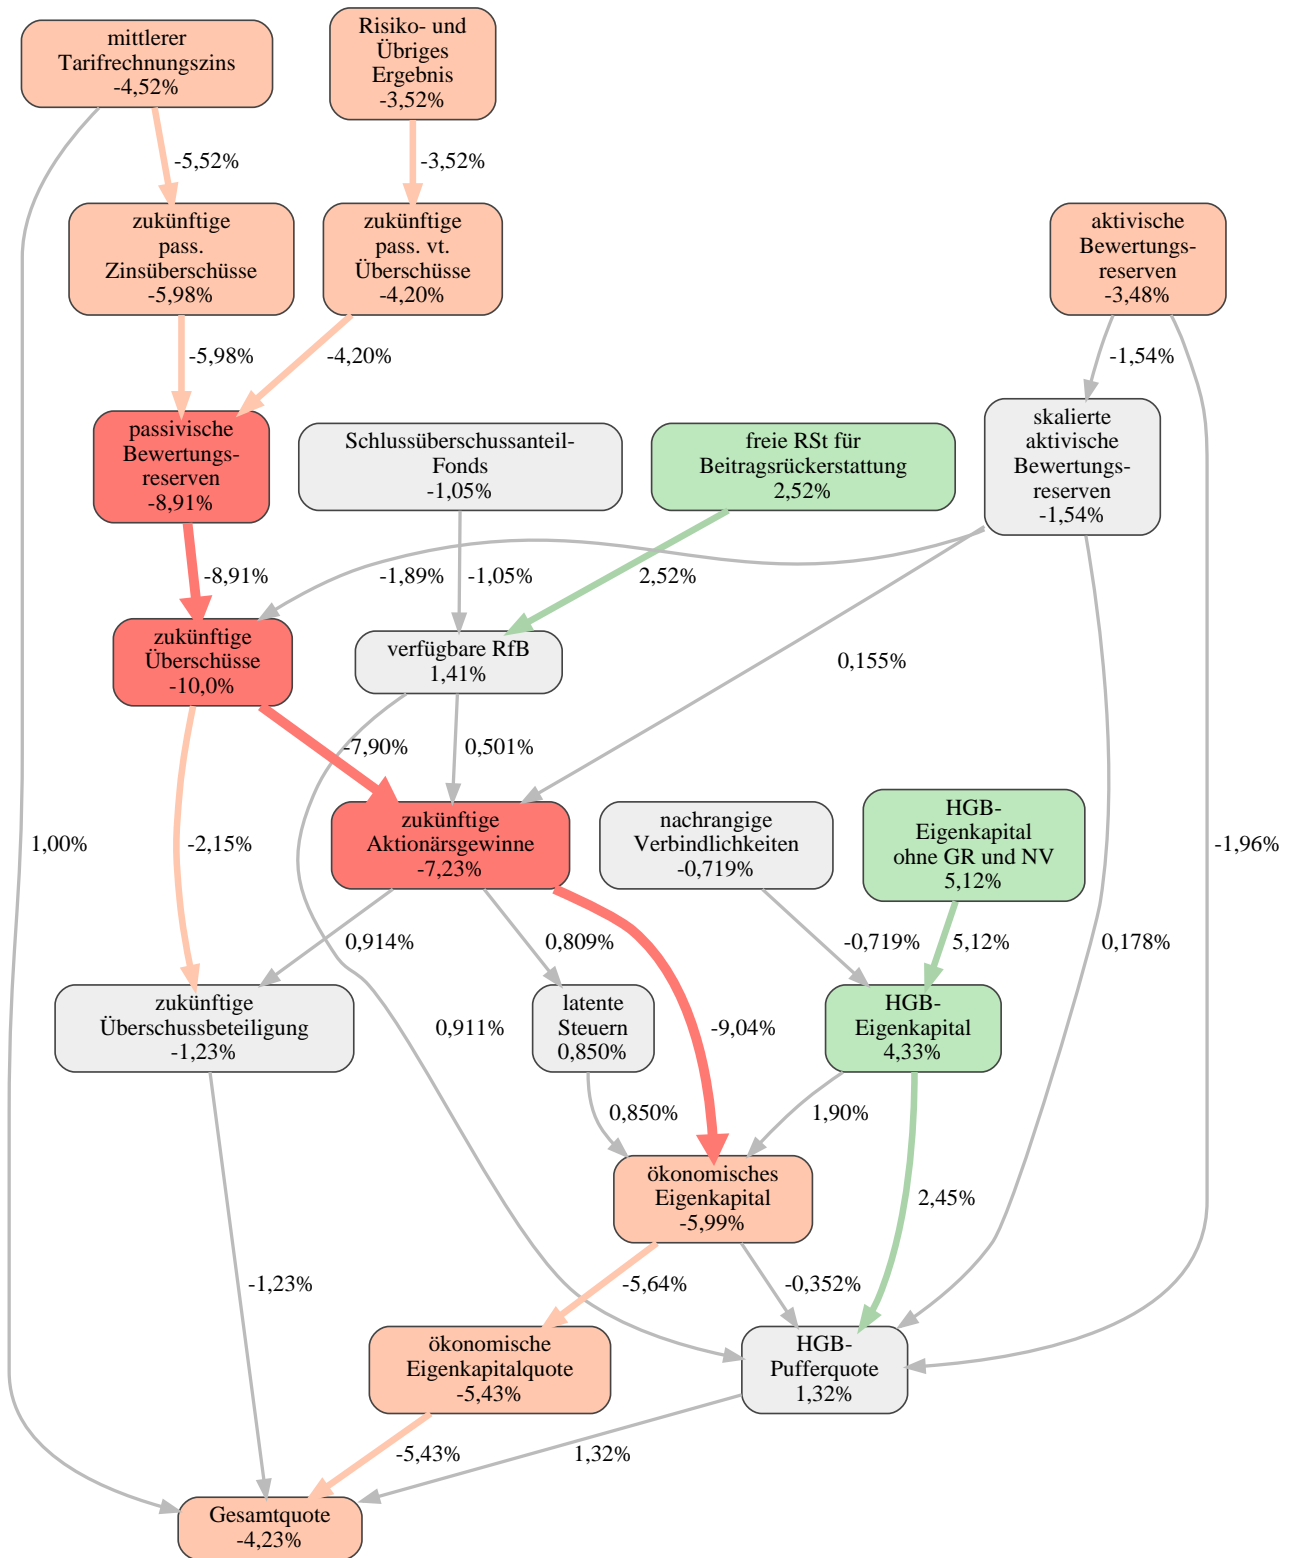 mittlerer
Tarifrechnungszins
-4,52%
Risiko- und
Übriges
Ergebnis
-3,52%
-5,52%
-3,52%
zukünftige
pass.
Zinsüberschüsse
-5,98%
zukünftige
pass. vt.
Überschüsse
-4,20%
aktivische
Bewertungs-
reserven
-3,48%
-5,98%
-4,20%
-1,54%
passivische
Bewertungs-
reserven
-8,91%
Schlussüberschussanteil-
Fonds
-1,05%
freie RSt für
Beitragsrückerstattung
2,52%
skalierte
aktivische
Bewertungs-
reserven
-1,54%
-8,91%
-1,89%
-1,05%
2,52%
zukünftige
Überschüsse
-10,0%
verfügbare RfB
1,41%
0,155%
-7,90%
0,501%
zukünftige
Aktionärsgewinne
-7,23%
nachrangige
Verbindlichkeiten
-0,719%
HGB-
Eigenkapital
ohne GR und NV
5,12%
1,00%
-2,15%
-1,96%
0,914%
0,809%
-0,719%
5,12%
0,178%
zukünftige
Überschussbeteiligung
-1,23%
0,911%
latente
Steuern
0,850%
-9,04%
HGB-
Eigenkapital
4,33%
0,850%
1,90%
ökonomisches
Eigenkapital
-5,99%
2,45%
-1,23%
-5,64%
-0,352%
ökonomische
Eigenkapitalquote
-5,43%
HGB-
Pufferquote
1,32%
-5,43%
1,32%
Gesamtquote
-4,23%